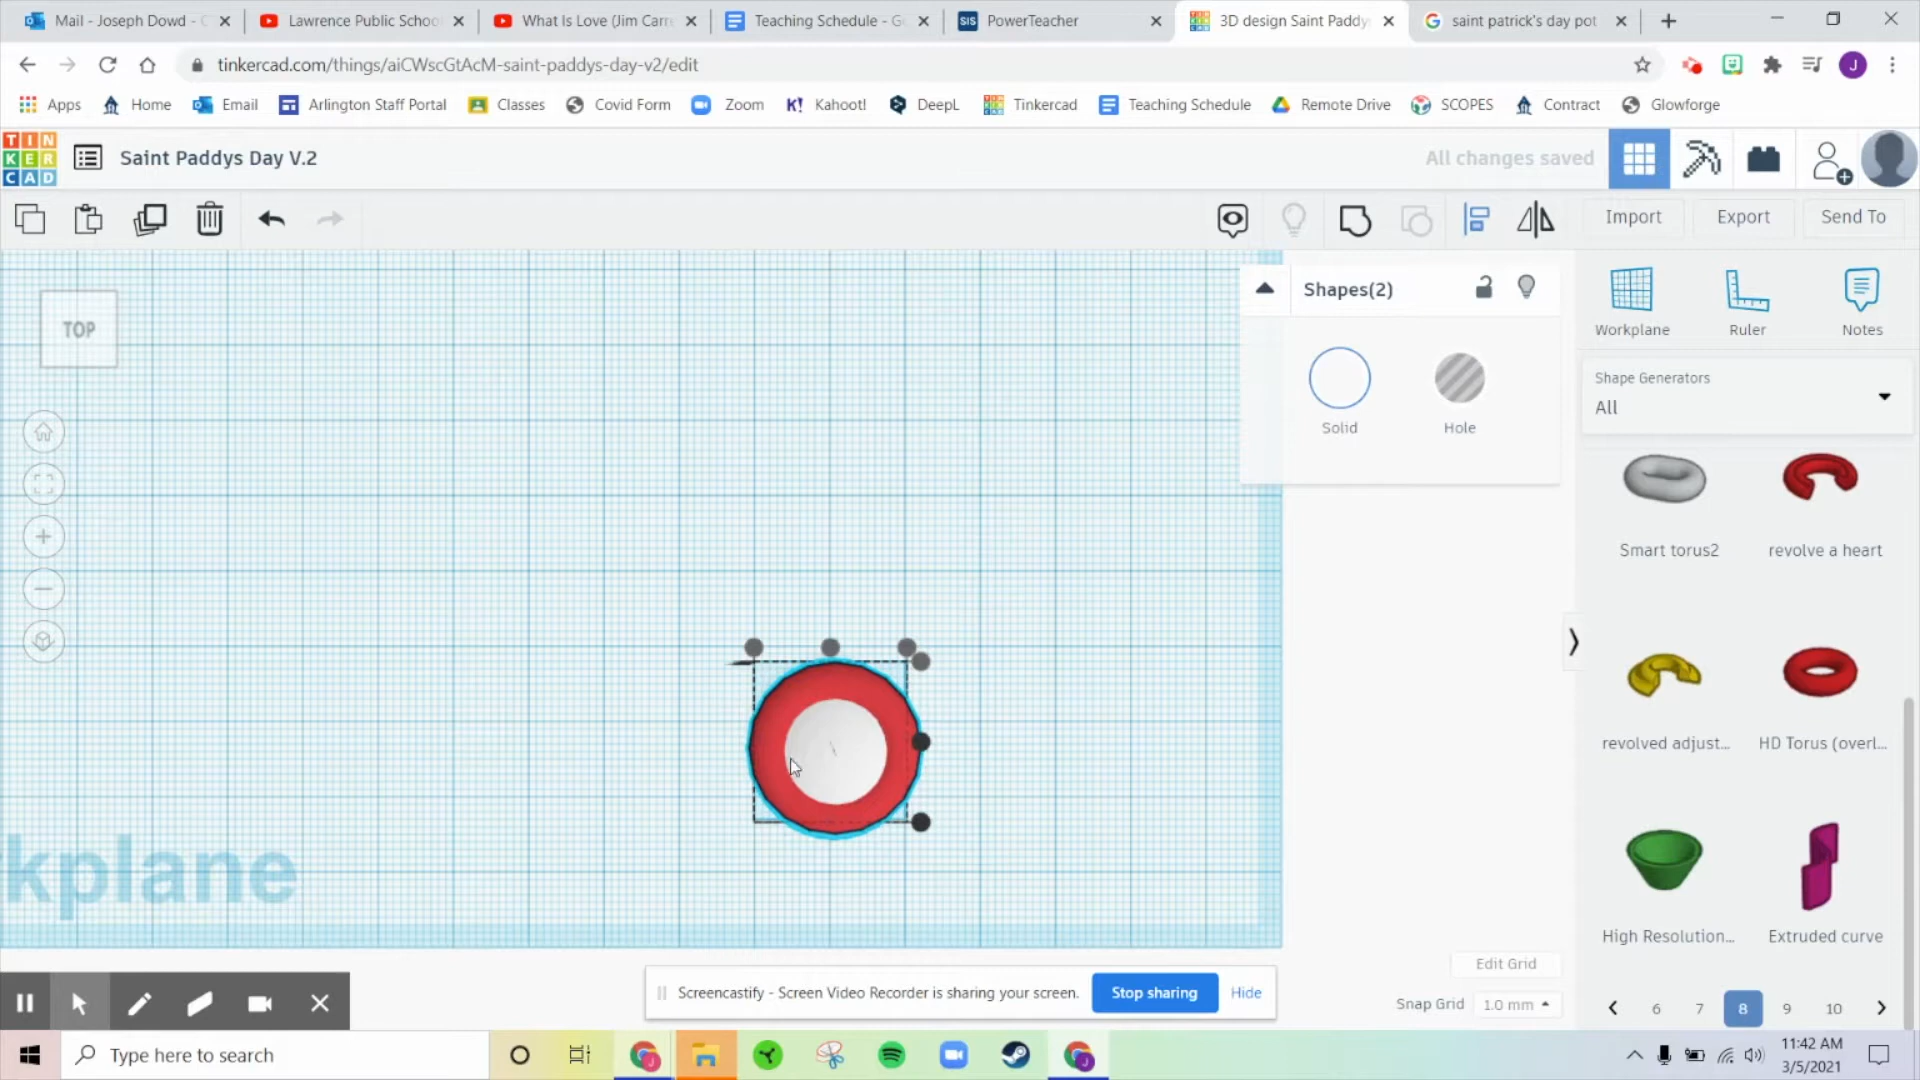 Mail - Joseph Dowd - O
Lawrence Public Schoo
What Is Love (Jim Carre
Teaching Schedule - G
SIS PowerTeacher
3D design Saint Paddy
saint patrick's day pot
tinkercad.com/things/aiCWscGtAcM-saint-paddys-day-v2/edit
J
Apps
Home
Email
Arlington Staff Portal
Classes
Covid Form
Zoom
K! Kahoot!
DeepL
Tinkercad
Teaching Schedule
Remote Drive
SCOPES
Contract
Glowforge
TIN
KER
CAD
Saint Paddys Day V.2
All changes saved
Import
Export
Send To
TOP
Shapes(2)
Solid
Hole
Workplane
Ruler
Notes
Shape Generators
All
Smart torus2
revolve a heart
revolved adjust...
HD Torus (overl...
High Resolution...
Extruded curve
kplane
Edit Grid
Snap Grid 1.0 mm
6 7 8 9 10
Screencastify - Screen Video Recorder is sharing your screen.
Stop sharing
Hide
Type here to search
11:42 AM
3/5/2021